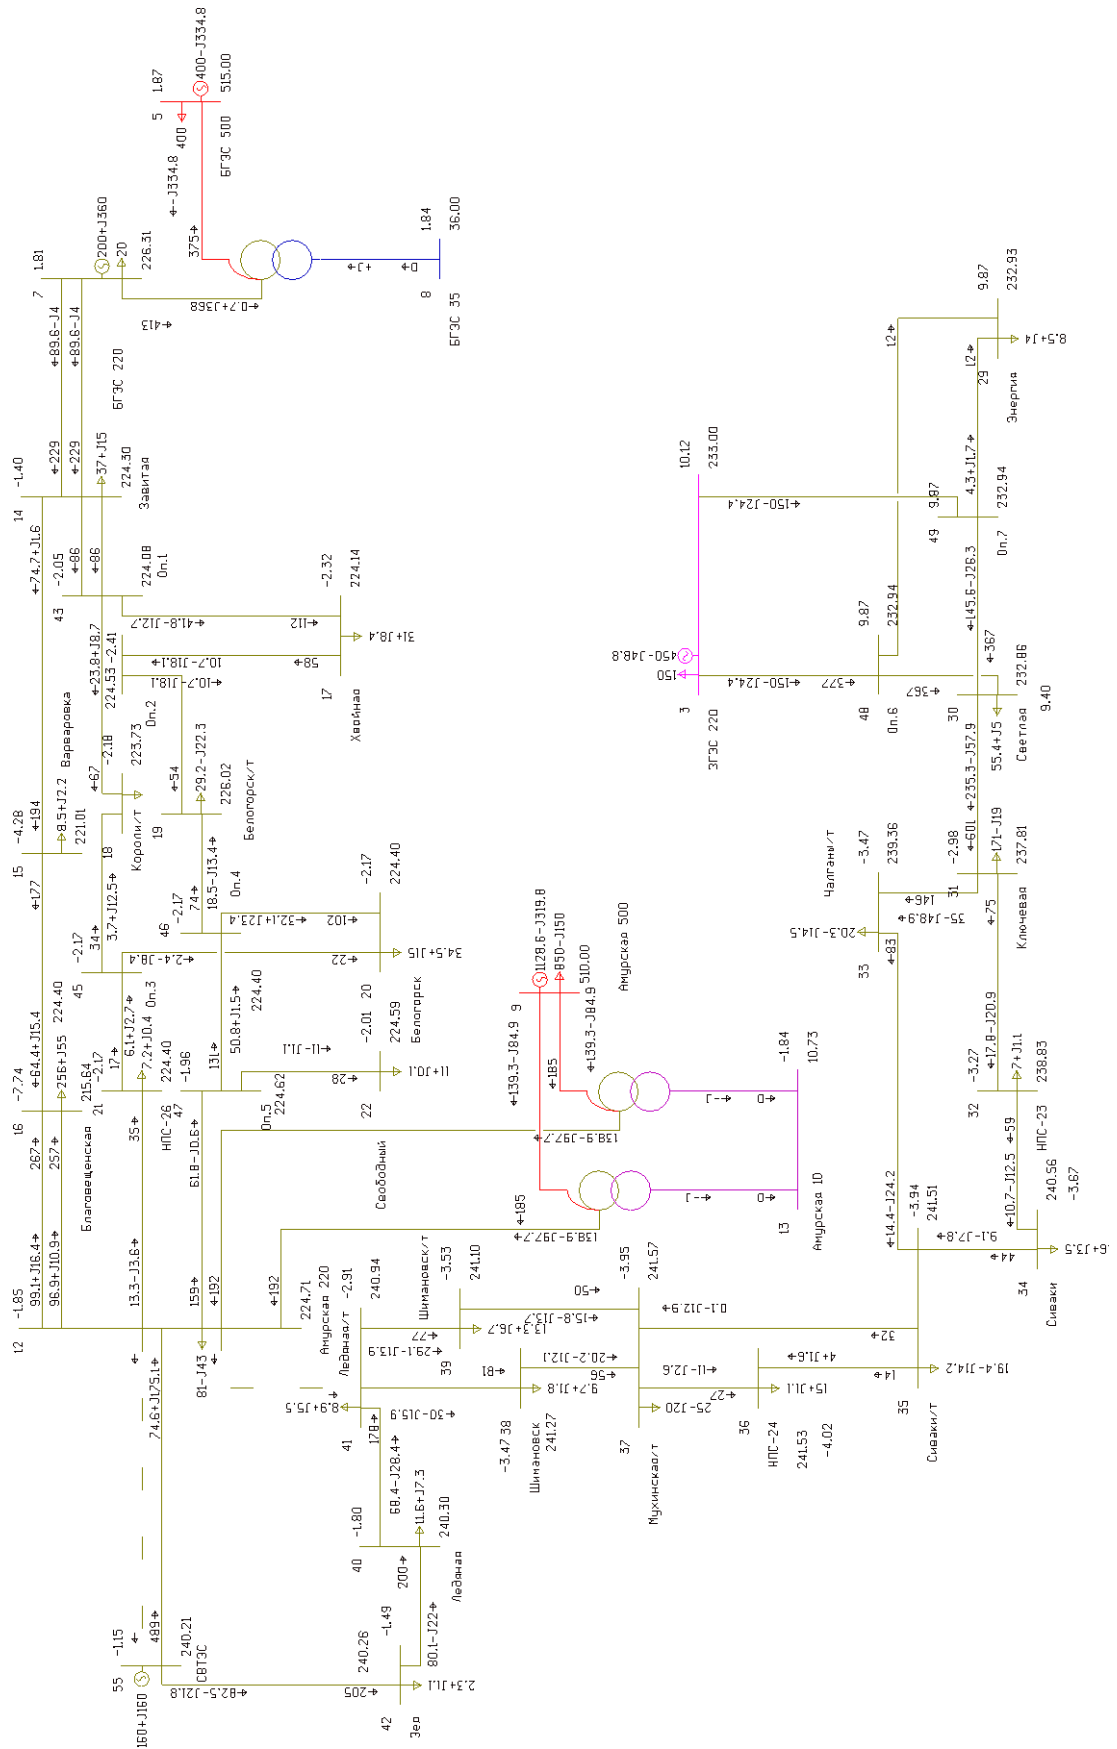 5
1.87
400-J334.8
515.00
400
БГЭС 500
←--J334.8
375→
7
1.81
200+J360
20
226.31
БГЭС 220
0.7+J368
413
1.84
36.00
8
БГЭС 35
+J→
0→
←89.6-J4
←89.6-J4
←229
←229
-1.40
14
37+J15
224.30
Завитая
←74.7+J1.6
←86
←86
-2.05
43
224.08
Оп.1
←41.8-J12.7
112
-2.32
224.14
31+J8.4
17
Хвойная
10.7-J18.1
58
←10.7-J18.1
←23.8+J8.7
224.53
-2.41
Оп.2
←67
-2.18
223.73
18
Короли/т
←54
29.2-J22.3
226.02
19
Белогорск/т
←194
-4.28
15
Варваровка
8.5+J2.2
221.01
←177
34→
3.7+J12.5→
-2.17
45
Оп.3
74→
18.5-J13.4→
-2.17
46
Оп.4
32.1+J23.4
102
-2.17
224.40
←2.4-J8.4
22
34.5+J15
20
Белогорск
←64.4+J15.4
-7.74
16
256+J55
215.64
Благовещенская
224.40
6.1+J2.7→
17→
-2.17
21
7.2+J0.4
224.40
НПС-26
131
50.8+J1.5→
224.40
-1.96
47
Оп.5
224.62
11-J1.1
28
-2.01
224.59
11+J0.1
22
Свободный
267→
257→
99.1+J16.4→
96.9+J10.9→
35→
13.3-J3.6→
61.8-J0.6
159→
-1.85
12
224.71
Амурская 220
81-J43
←192
←192
138.9-J97.7
138.9-J97.7
←185
←185
←139.3-J84.9
←139.3-J84.9
9
1128.6-J319.8
850-J150
510.00
Амурская 500
←--J
←--J
←0
←0
-1.84
10.73
13
Амурская 10
74.6+J175.1
489→
-1.15
55
160+J160
240.21
СВТЭС
82.5-J21.8
205
-1.49
240.26
2.3+J1.1
42
Зея
80.1-J22→
200→
-1.80
40
11.6+J7.3
240.30
Ледяная
68.4-J28.4→
178
-2.91
240.94
8.9+J5.5
41
Ледяная/т
←29.1-J13.9
←77
←30-J15.9
-3.53
241.10
13.3+J6.7
39
Шимановск/т
←81
-3.47
38
9.7+J1.8
241.27
Шимановск
←15.8-J13.7
←50
←20.2-J12.1
←56
-3.95
241.57
25-J20
37
Мухинская/т
←11-J2.6
←27
15+J1.1
36
НПС-24
241.53
-4.02
0.1-J12.9
32
4+J1.6
14
-3.94
241.51
19.4-J14.2
35
Сиваки/т
9.1-J7.8
44
240.56
-3.67
34
Сиваки
←14.4-J24.2
←10.7-J12.5
←59
-3.27
32
7+J1.1
238.83
НПС-23
←17.8-J20.9
←75
←83
20.3-J14.5
33
-3.47
239.36
Чалганы/т
146
35-J48.9
-2.98
31
171-J19
237.81
Ключевая
←235.3-J57.9
←601
30
55.4+J5
232.86
9.40
Светлая
←367
←367
←145.6-J26.3
377
←150-J24.4
←150-J24.4
9.87
232.94
48
Оп.6
150
450-J48.8
10.12
233.00
3
ЗГЭС 220
9.87
49
232.94
Оп.7
4.3+J1.7→
12→
12→
9.87
232.93
8.5+J4
29
Энергия